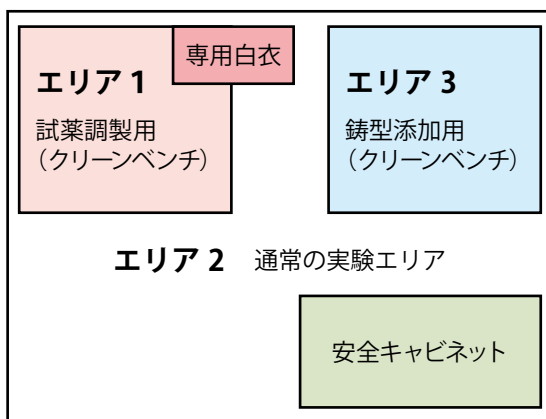 専用白衣
エリア 1
試薬調製用
（クリーンベンチ）
エリア 3
鋳型添加用
（クリーンベンチ）
エリア 2 通常の実験エリア
安全キャビネット